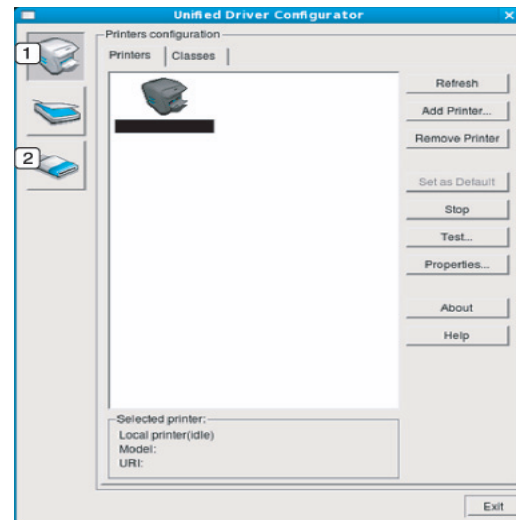 Unified Driver Configurator
Printers configuration
1
Printers Classes
Refresh
Add Printer...
Remove Printer
2
Set as Default
Stop
Test...
Properties...
About
Help
Selected printer:
Local printer(idle)
Model:
URI:
Exit